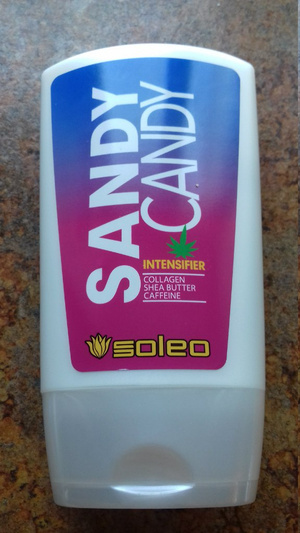 SANDY
CANDY
INTENSIFIER
COLLAGEN
SHEA BUTTER
CAFFEINE
soleo